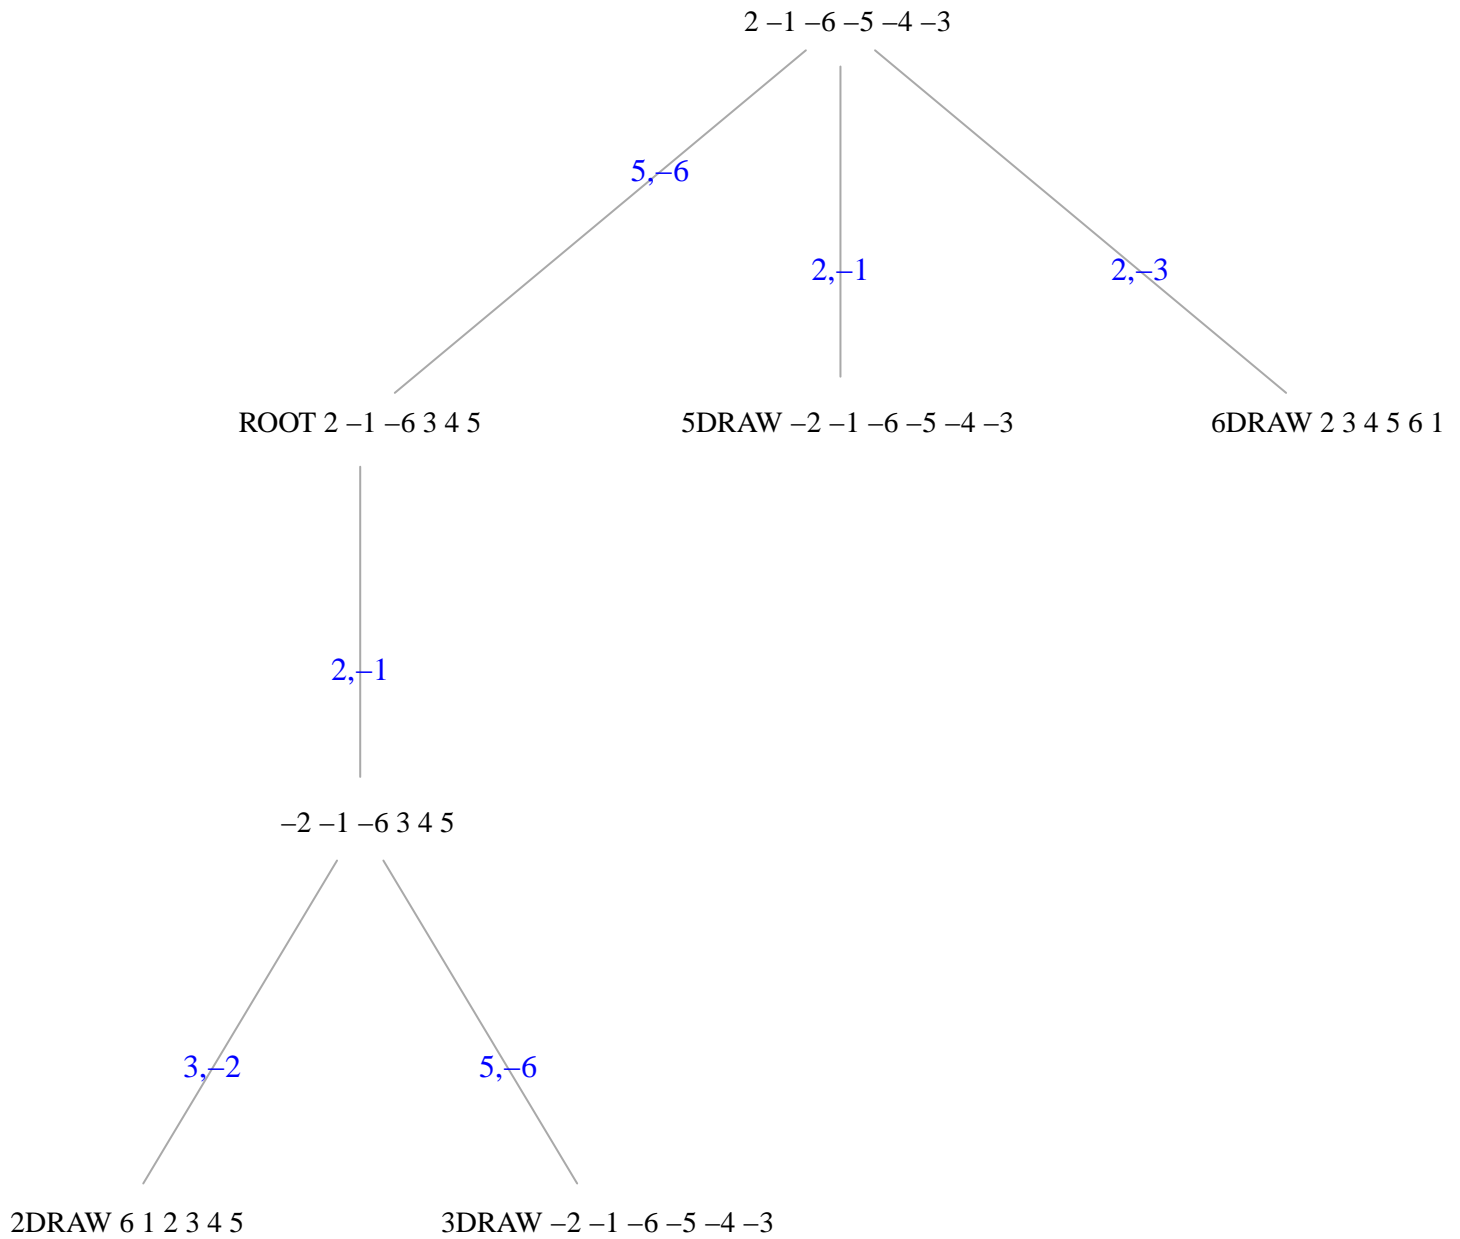 2 –1 –6 –5 –4 –3
5,–6
2,–1
2,–3
ROOT 2 –1 –6 3 4 5
5DRAW –2 –1 –6 –5 –4 –3
6DRAW 2 3 4 5 6 1
2,–1
–2 –1 –6 3 4 5
3,–2
5,–6
2DRAW 6 1 2 3 4 5
3DRAW –2 –1 –6 –5 –4 –3